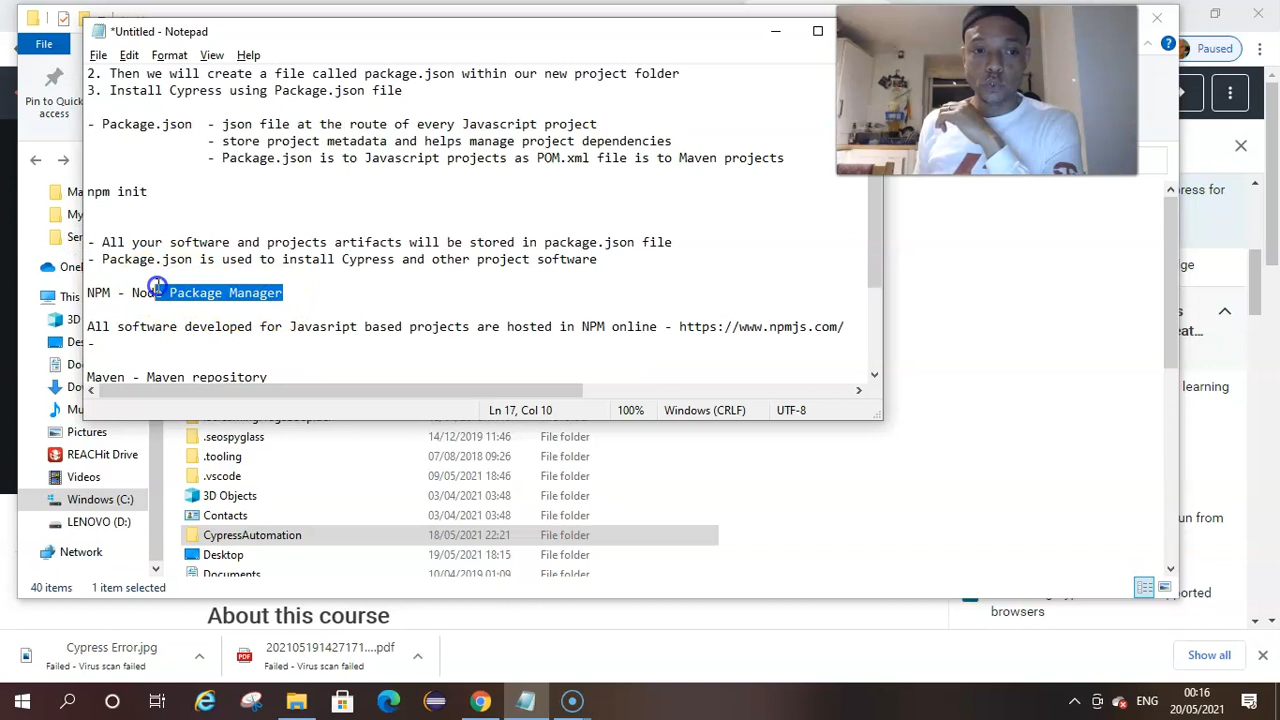 *Untitled - Notepad
File
Paused
File Edit Format View Help
2. Then we will create a file called package.json within our new project folder
3. Install Cypress using Package.json file
Pin to Quick
access
- Package.json - json file at the route of every Javascript project
- store project metadata and helps manage project dependencies
- Package.json is to Javascript projects as POM.xml file is to Maven projects
npm init
press for
- All your software and projects artifacts will be stored in package.json file
- Package.json is used to install Cypress and other project software
age
NPM - Node Package Manager
All software developed for Javasript based projects are hosted in NPM online - https://www.npmjs.com/
-
Maven - Maven repository
learning
Ln 17, Col 10 100% Windows (CRLF) UTF-8
My
This
3D
Pictures
REACHit Drive
Videos
Windows (C:)
LENOVO (D:)
Network
.seospyglass 14/12/2019 11:46 File folder
.tooling 07/08/2018 09:26 File folder
.vscode 09/05/2021 18:46 File folder
3D Objects 03/04/2021 03:48 File folder
Contacts 03/04/2021 03:48 File folder
CypressAutomation 18/05/2021 22:21 File folder
Desktop 19/05/2021 18:15 File folder
Documents 10/04/2019 01:09 File folder
un from
40 items 1 item selected
About this course
browsers
Cypress Error.jpg
Failed - Virus scan failed
202105191427171....pdf
Failed - Virus scan failed
Show all
ENG
00:16
20/05/2021